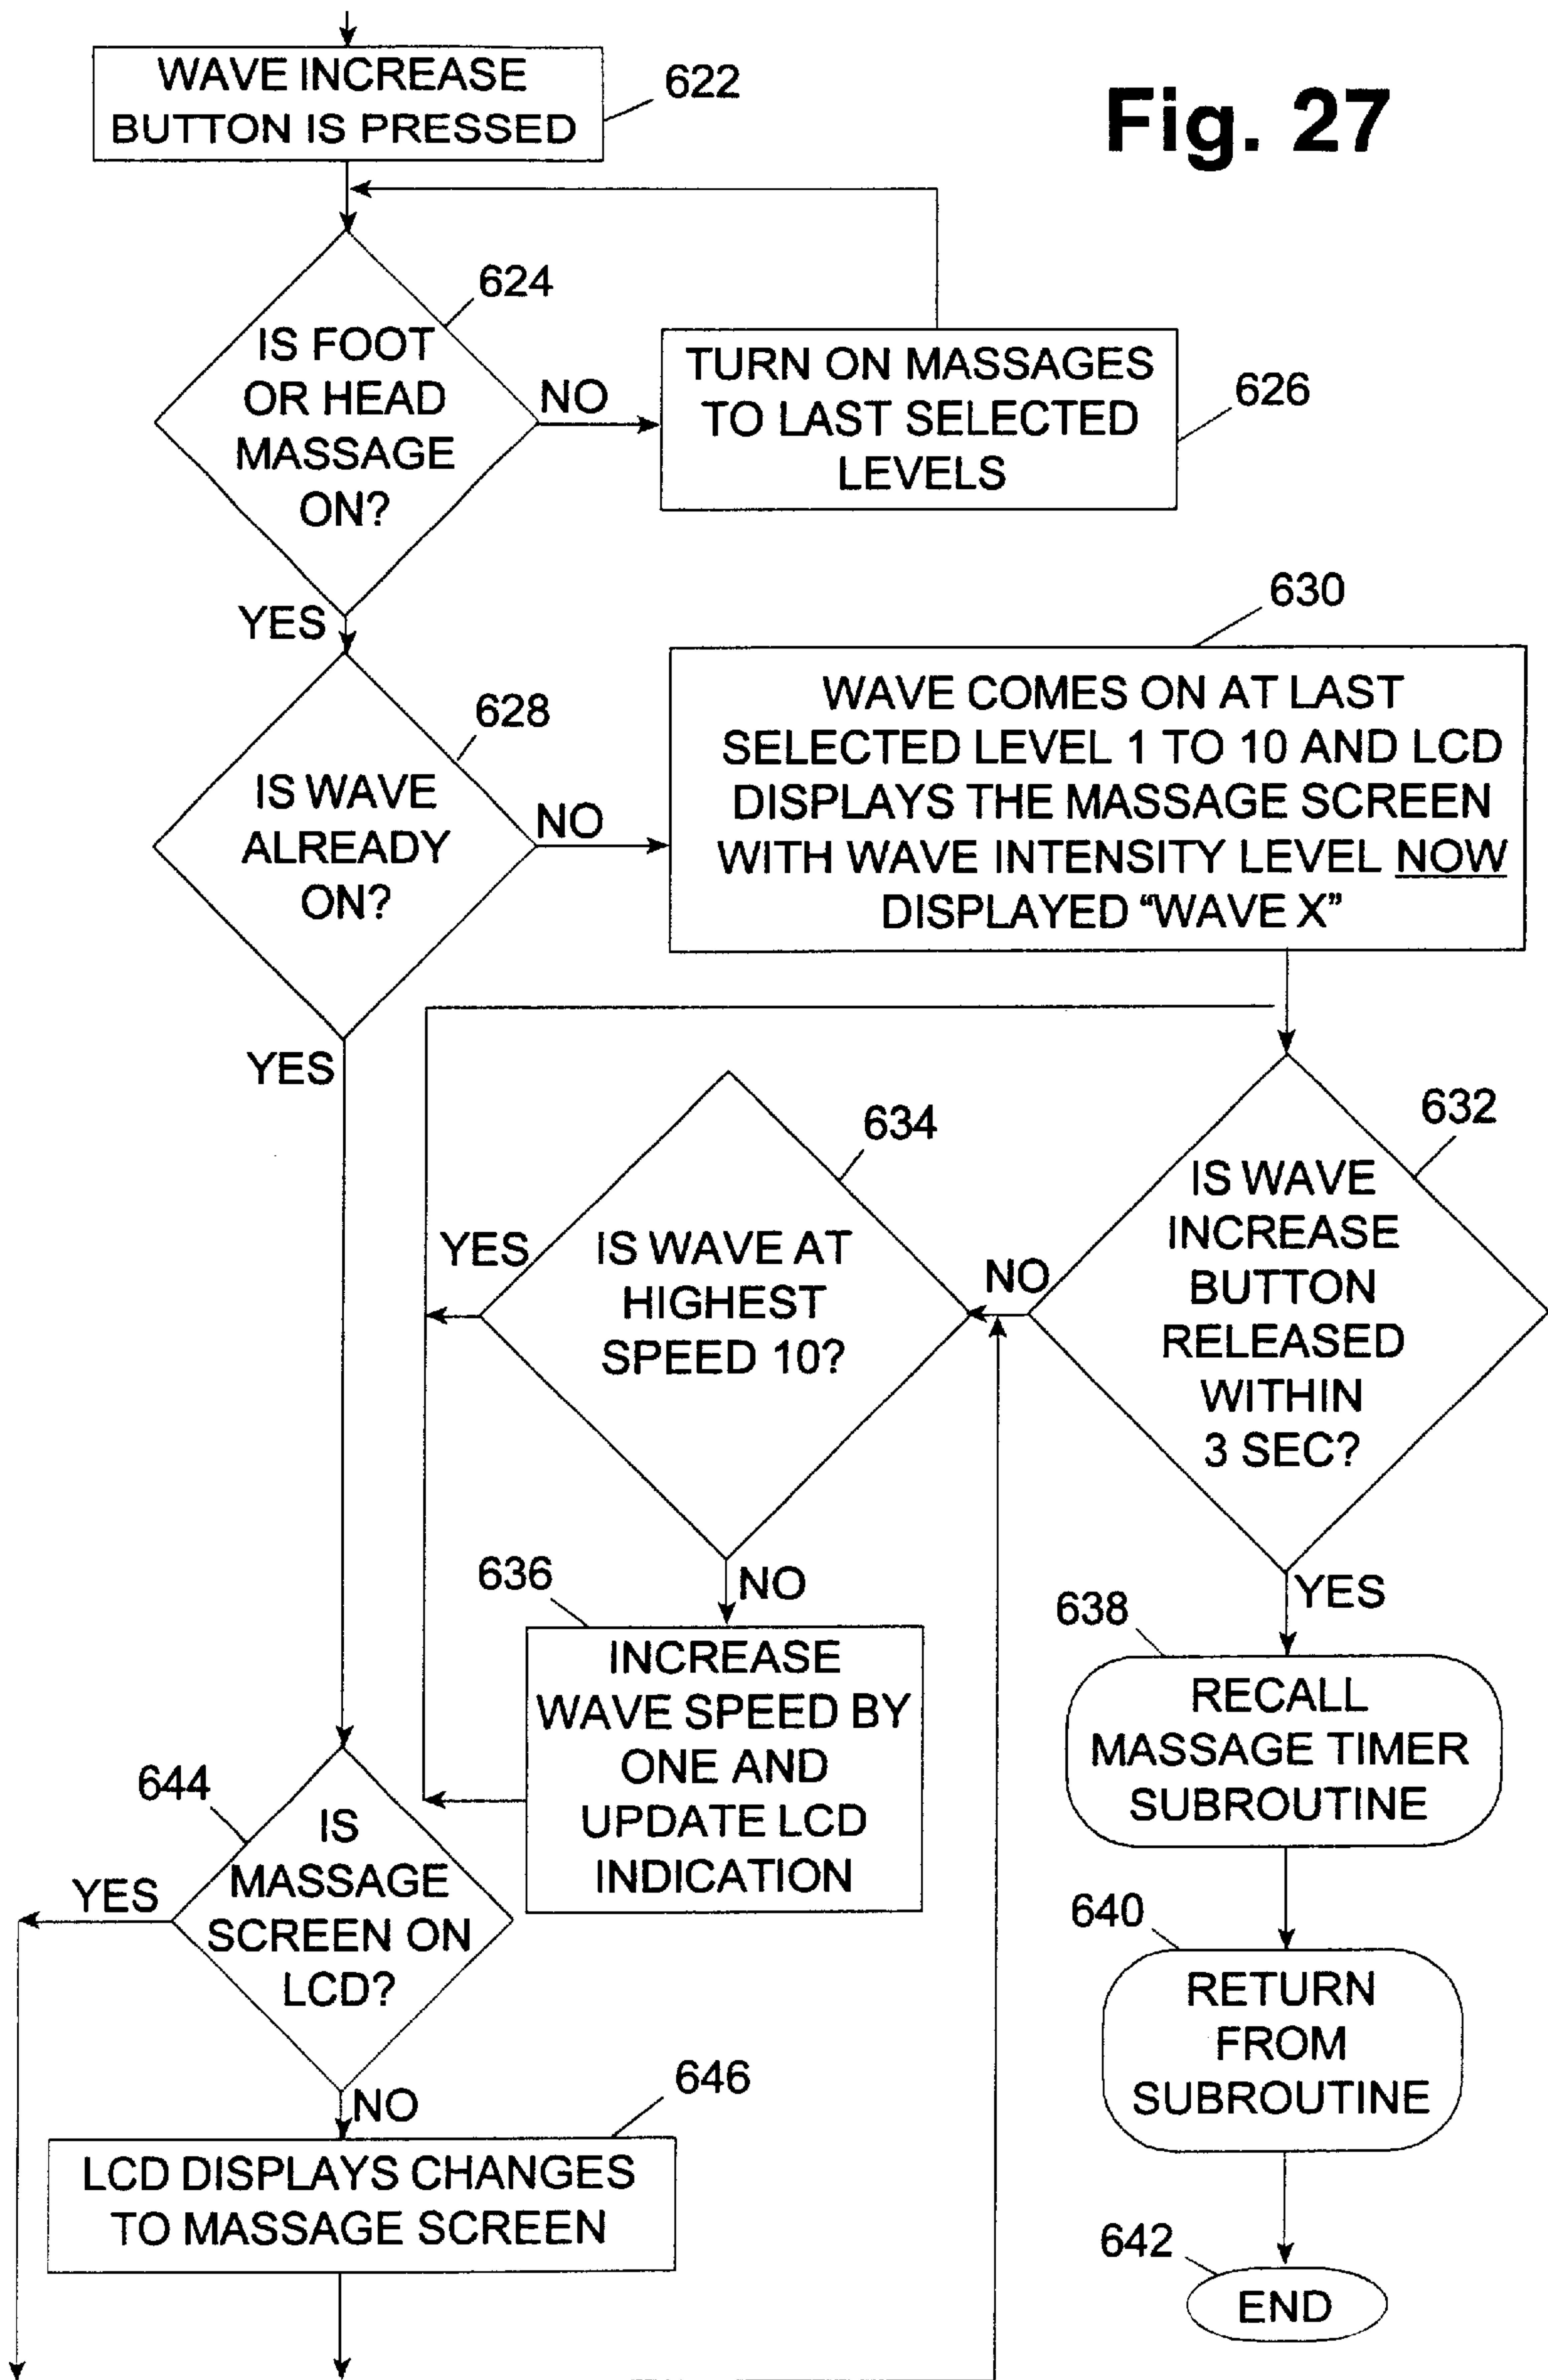 Fig. 27
WAVE INCREASE
BUTTON IS PRESSED
622
624
IS FOOT
OR HEAD
MASSAGE
ON?
NO
TURN ON MASSAGES
TO LAST SELECTED
LEVELS
626
YES
628
IS WAVE
ALREADY
ON?
NO
630
WAVE COMES ON AT LAST
SELECTED LEVEL 1 TO 10 AND LCD
DISPLAYS THE MASSAGE SCREEN
WITH WAVE INTENSITY LEVEL NOW
DISPLAYED “WAVE X”
YES
632
IS WAVE
INCREASE
BUTTON
RELEASED
WITHIN
3 SEC?
NO
634
IS WAVE AT
HIGHEST
SPEED 10?
YES
NO
636
INCREASE
WAVE SPEED BY
ONE AND
UPDATE LCD
INDICATION
YES
638
RECALL
MASSAGE TIMER
SUBROUTINE
640
RETURN
FROM
SUBROUTINE
642
END
644
IS
MASSAGE
SCREEN ON
LCD?
YES
NO
646
LCD DISPLAYS CHANGES
TO MASSAGE SCREEN